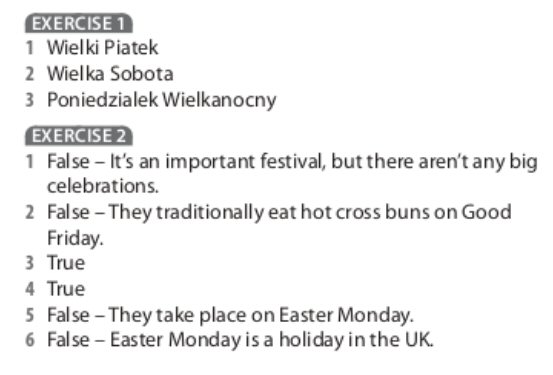 EXERCISE 1
1 Wielki Piatek
2 Wielka Sobota
3 Poniedzialek Wielkanocny
EXERCISE 2
1 False – It's an important festival, but there aren't any big
celebrations.
2 False – They traditionally eat hot cross buns on Good
Friday.
3 True
4 True
5 False – They take place on Easter Monday.
6 False – Easter Monday is a holiday in the UK.